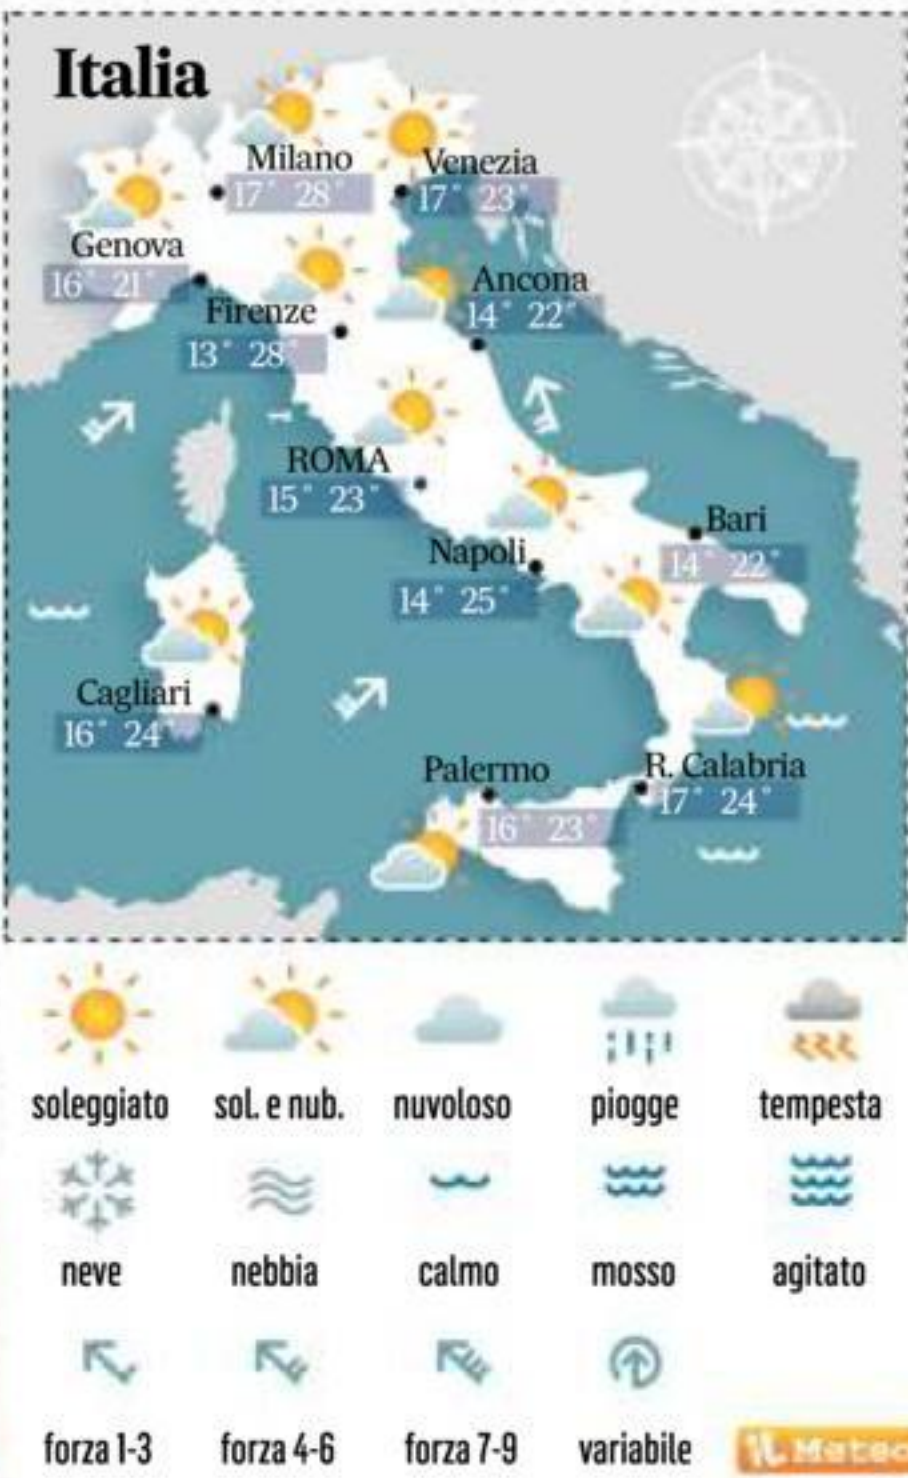 Italia
Milano
17° 28°
Venezia
17° 23°
Genova
16° 21°
Firenze
13° 28°
Ancona
14° 22°
ROMA
15° 23°
Napoli
14° 25°
Bari
14° 22°
Cagliari
16° 24°
Palermo
16° 23°
R. Calabria
17° 24°
soleggiato sol. e nub. nuvoloso piogge tempesta
neve nebbia calmo mosso agitato
forza 1-3 forza 4-6 forza 7-9 variabile
iL Meteo